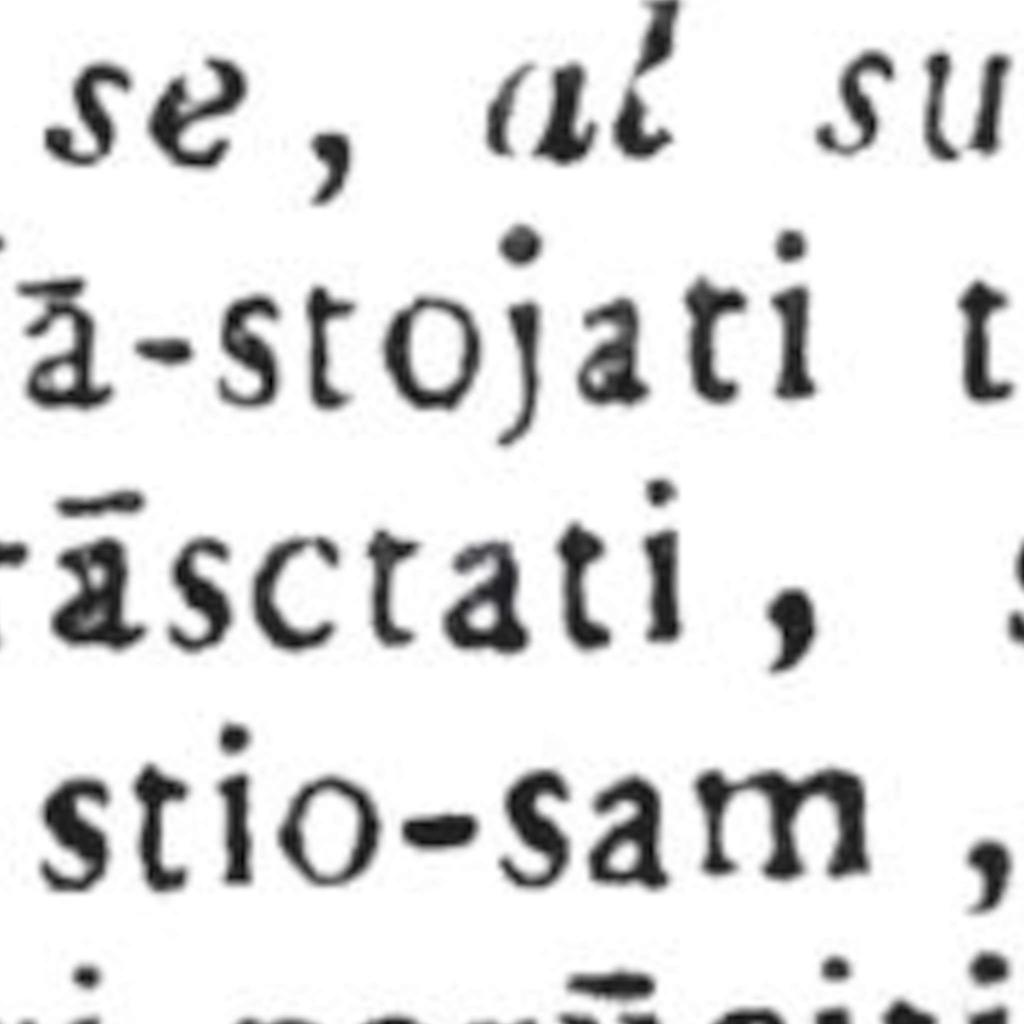 se, al su
ā-stojati t
rāsctati, s
stio-sam,